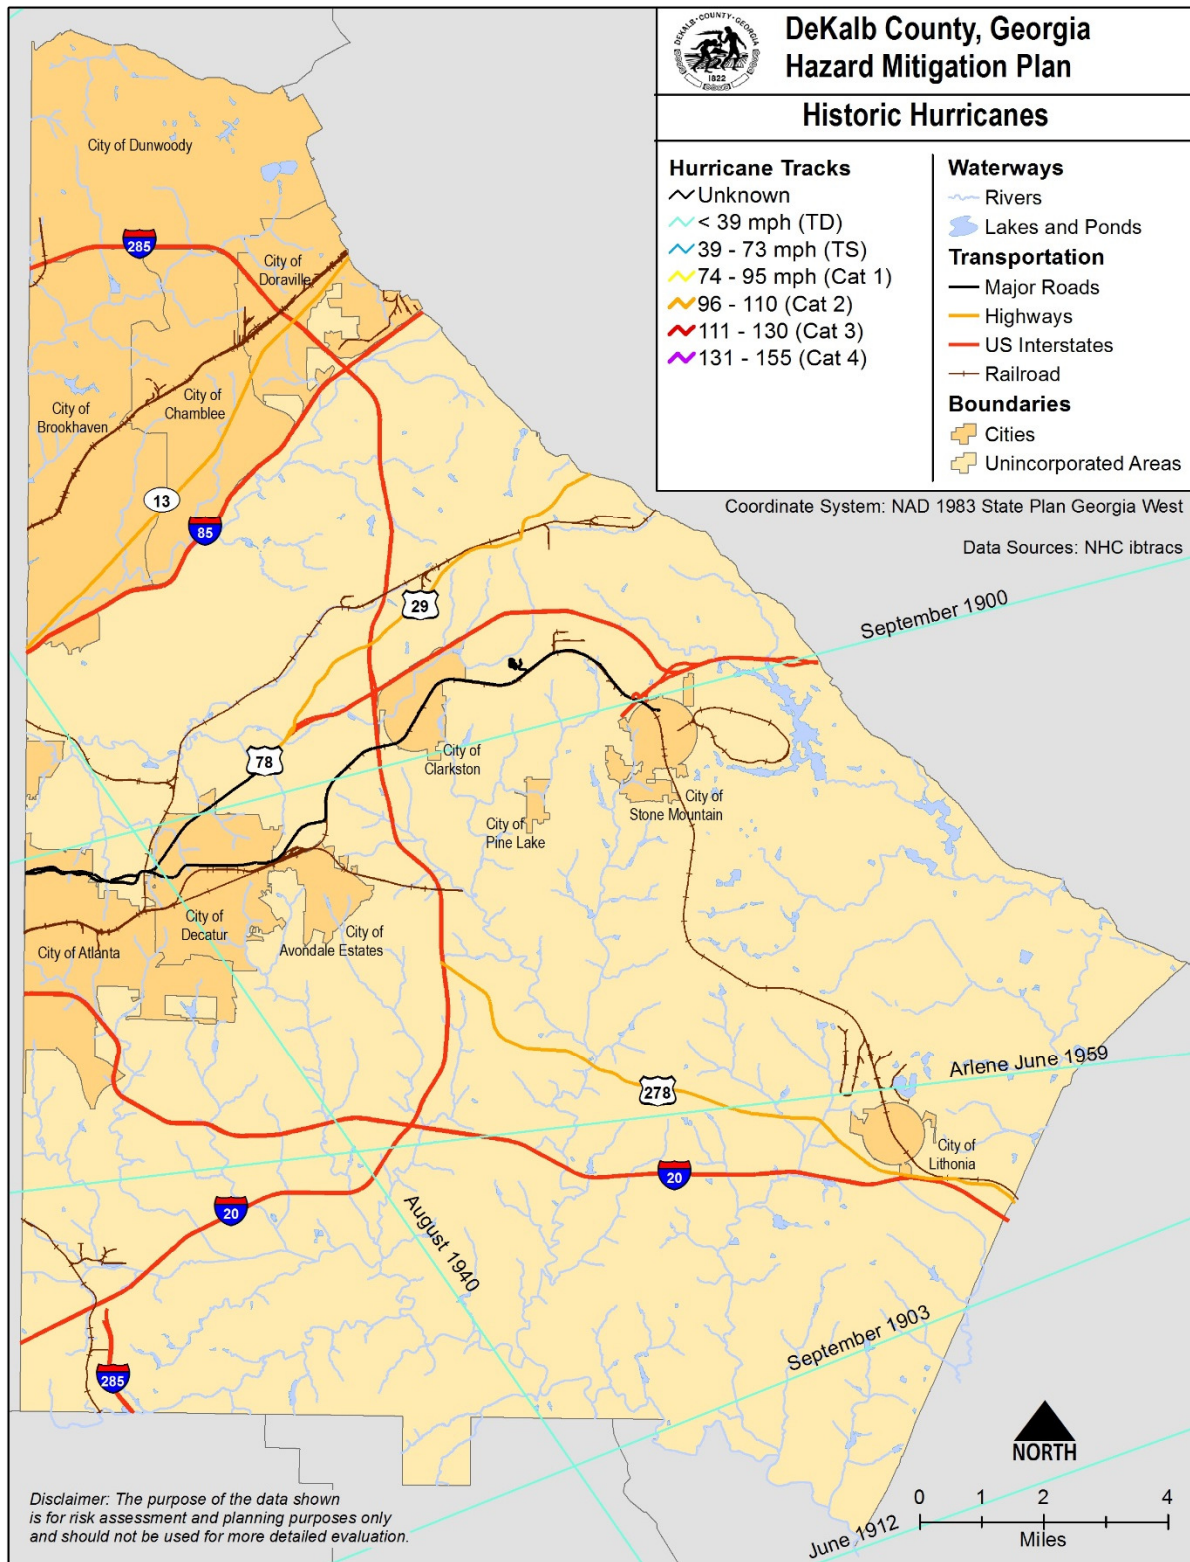 DEKALB·COUNTY·GEORGIA
1822
DeKalb County, Georgia
Hazard Mitigation Plan
Historic Hurricanes
Hurricane Tracks
Unknown
< 39 mph (TD)
39 - 73 mph (TS)
74 - 95 mph (Cat 1)
96 - 110 (Cat 2)
111 - 130 (Cat 3)
131 - 155 (Cat 4)
Waterways
Rivers
Lakes and Ponds
Transportation
Major Roads
Highways
US Interstates
Railroad
Boundaries
Cities
Unincorporated Areas
Coordinate System: NAD 1983 State Plan Georgia West
Data Sources: NHC ibtracs
City of Dunwoody
285
City of
Doraville
City of
Chamblee
City of
Brookhaven
13
85
29
September 1900
78
City of
Clarkston
City of
Stone Mountain
City of
Pine Lake
City of
Decatur
City of
Avondale Estates
City of Atlanta
Arlene June 1959
278
City of
Lithonia
20
20
August 1940
September 1903
285
NORTH
0 1 2 4
Miles
June 1912
Disclaimer: The purpose of the data shown
is for risk assessment and planning purposes only
and should not be used for more detailed evaluation.